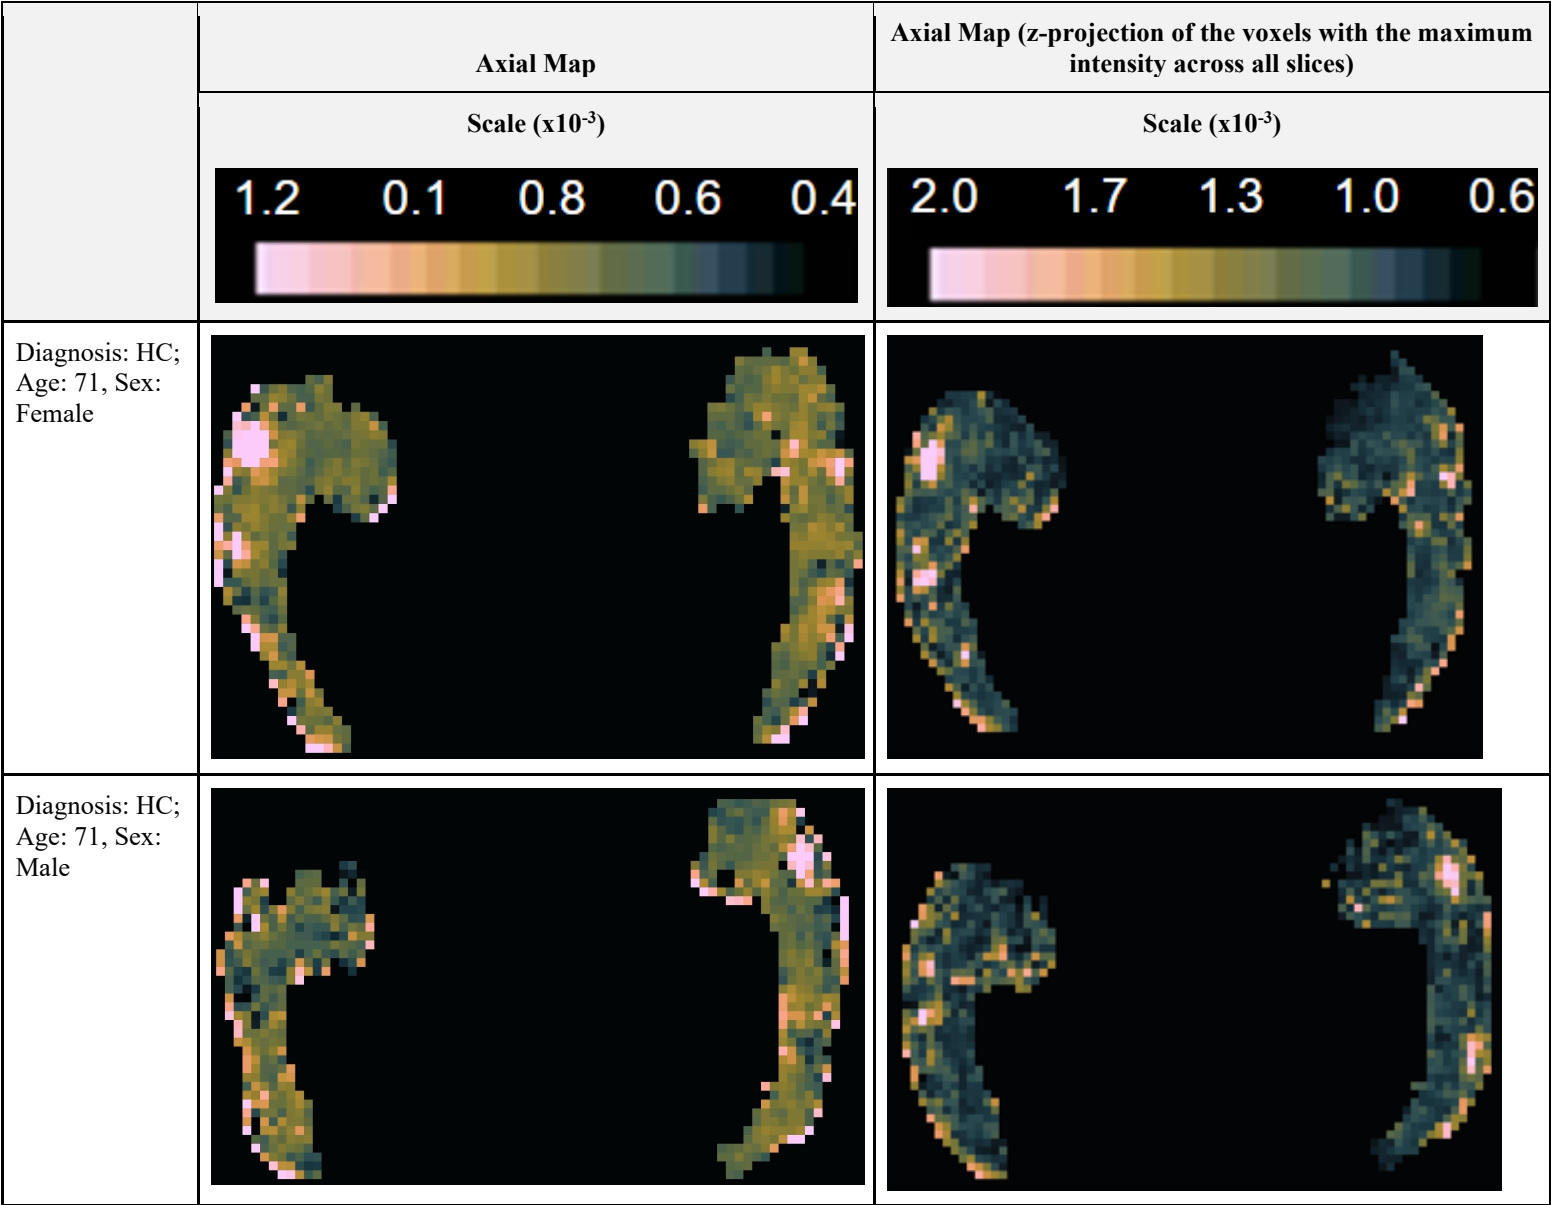 Axial Map
Axial Map (z-projection of the voxels with the maximum
intensity across all slices)
Scale (x10⁻³)
Scale (x10⁻³)
1.2 0.1 0.8 0.6 0.4
2.0 1.7 1.3 1.0 0.6
Diagnosis: HC;
Age: 71, Sex:
Female
Diagnosis: HC;
Age: 71, Sex:
Male